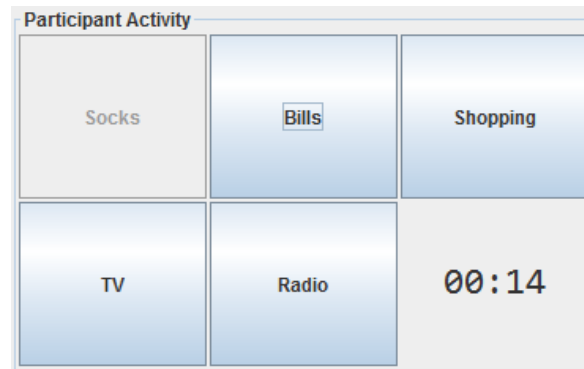 Participant Activity
Socks
Bills
Shopping
TV
Radio
00:14